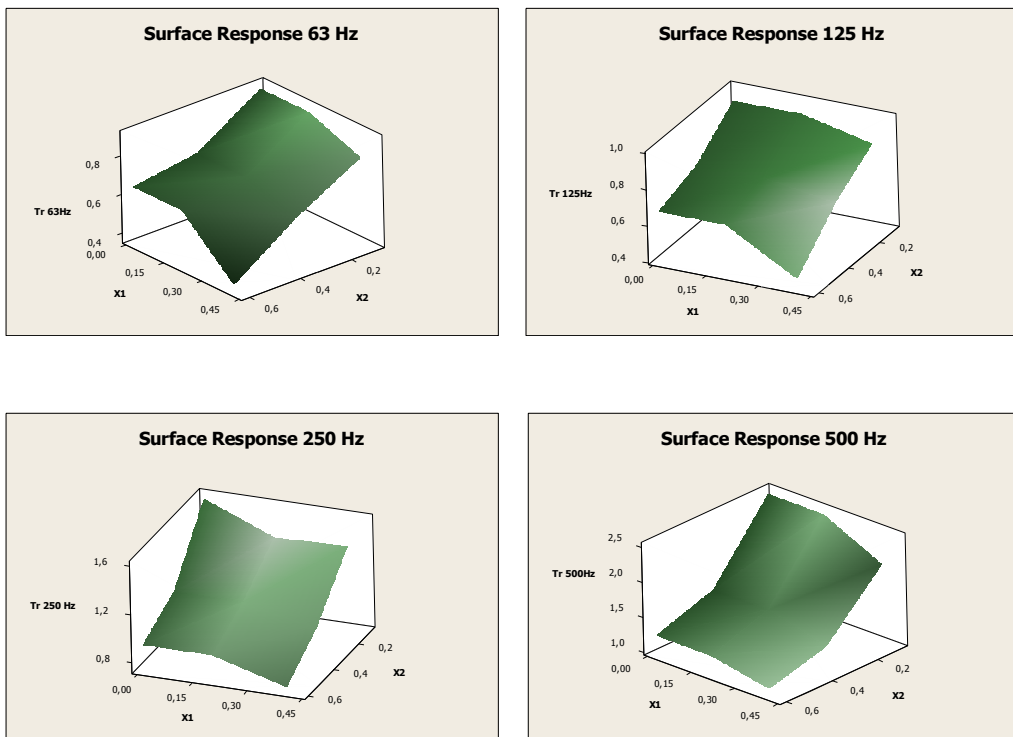 Surface Response 63 Hz
0,8
0,6
0,4
Tr 63Hz
0,00
0,15
0,30
0,45
X1
0,6
0,4
0,2
X2
Surface Response 125 Hz
1,0
0,8
0,6
0,4
Tr 125Hz
0,00
0,15
0,30
0,45
X1
0,6
0,4
0,2
X2
Surface Response 250 Hz
1,6
1,2
0,8
Tr 250 Hz
0,00
0,15
0,30
0,45
X1
0,6
0,4
0,2
X2
Surface Response 500 Hz
2,5
2,0
1,5
1,0
Tr 500Hz
0,00
0,15
0,30
0,45
X1
0,6
0,4
0,2
X2